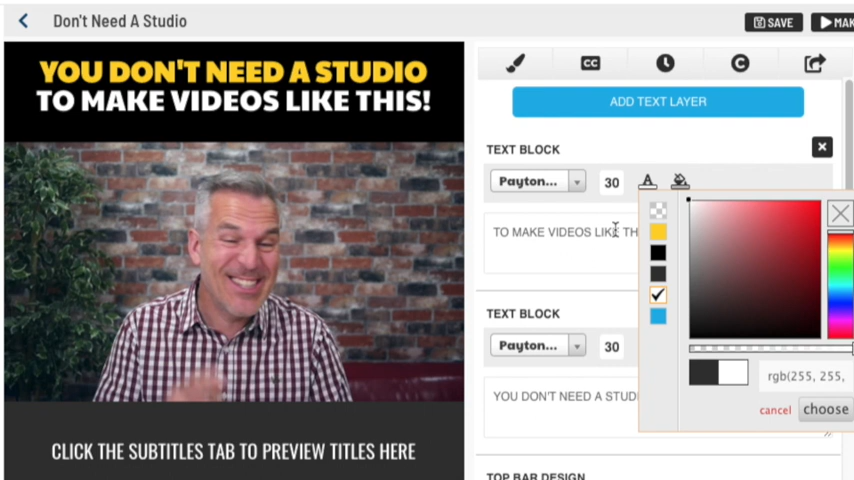 Don't Need A Studio
SAVE
MAK
YOU DON'T NEED A STUDIO
TO MAKE VIDEOS LIKE THIS!
CC
C
ADD TEXT LAYER
TEXT BLOCK
Payton...
30
A
TO MAKE VIDEOS LIKE TH
TEXT BLOCK
Payton...
30
rgb(255, 255,
YOU DON'T NEED A STUD
cancel
choose
CLICK THE SUBTITLES TAB TO PREVIEW TITLES HERE
TOP BAR DESIGN